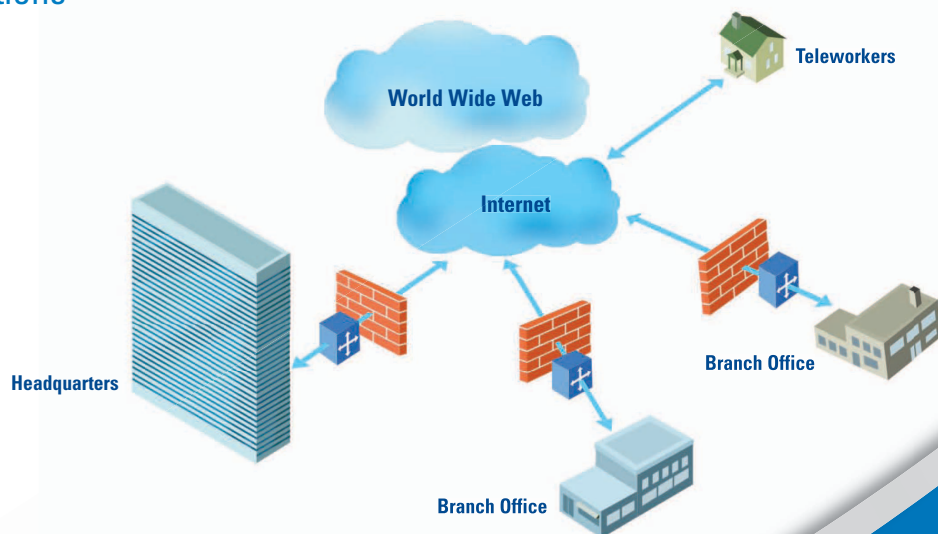 World Wide Web
Teleworkers
Internet
Branch Office
Headquarters
Branch Office